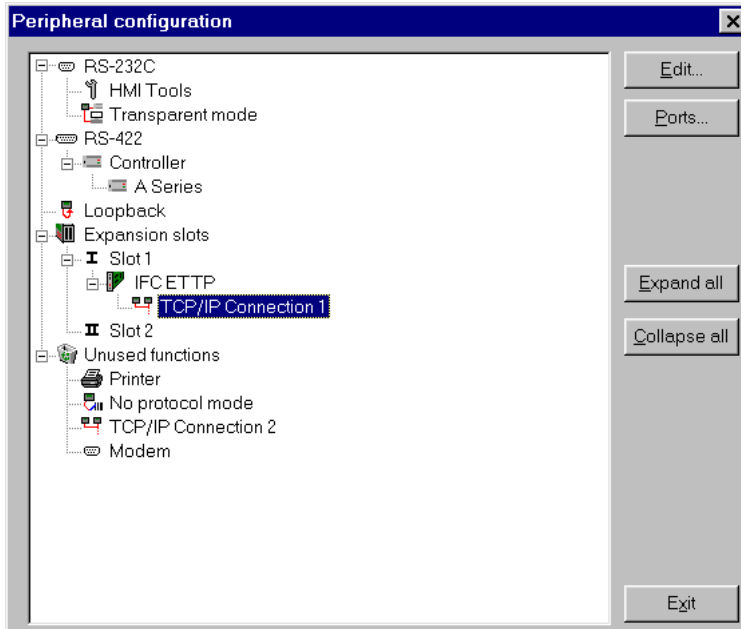 Peripheral configuration
RS-232C
HMI Tools
Transparent mode
RS-422
Controller
A Series
Loopback
Expansion slots
Slot 1
IFC ETTP
TCP/IP Connection 1
Slot 2
Unused functions
Printer
No protocol mode
TCP/IP Connection 2
Modem
Edit...
Ports...
Expand all
Collapse all
Exit